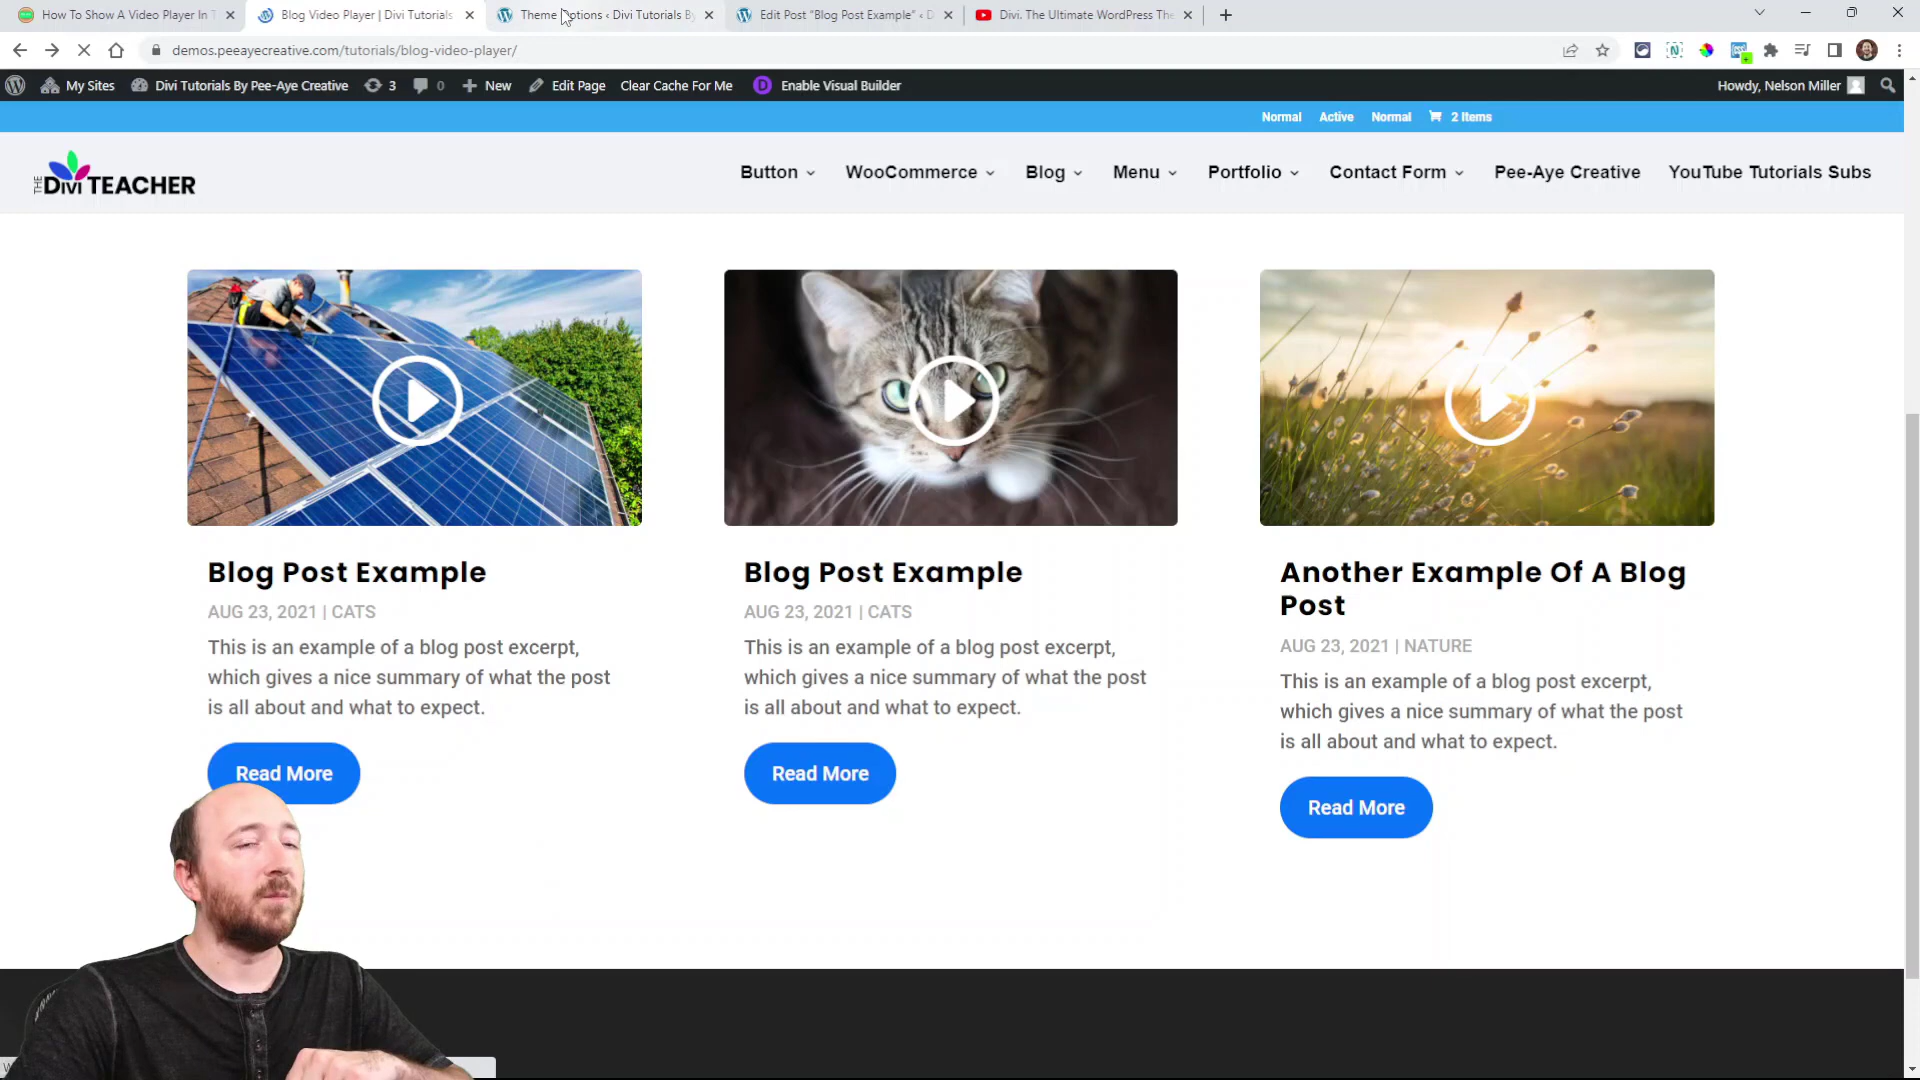 How To Show A Video Player In T
Blog Video Player | Divi Tutorials
Theme Options ‹ Divi Tutorials By
Edit Post "Blog Post Example" ‹ D
Divi. The Ultimate WordPress The
demos.peeayecreative.com/tutorials/blog-video-player/
My Sites Divi Tutorials By Pee-Aye Creative 3 0 New Edit Page Clear Cache For Me Enable Visual Builder Howdy, Nelson Miller
Normal Active Normal 2 Items
THE DIVI TEACHER
Button WooCommerce Blog Menu Portfolio Contact Form Pee-Aye Creative YouTube Tutorials Subs
Blog Post Example
AUG 23, 2021 | CATS
This is an example of a blog post excerpt,
which gives a nice summary of what the post
is all about and what to expect.
Read More
Blog Post Example
AUG 23, 2021 | CATS
This is an example of a blog post excerpt,
which gives a nice summary of what the post
is all about and what to expect.
Read More
Another Example Of A Blog
Post
AUG 23, 2021 | NATURE
This is an example of a blog post excerpt,
which gives a nice summary of what the post
is all about and what to expect.
Read More